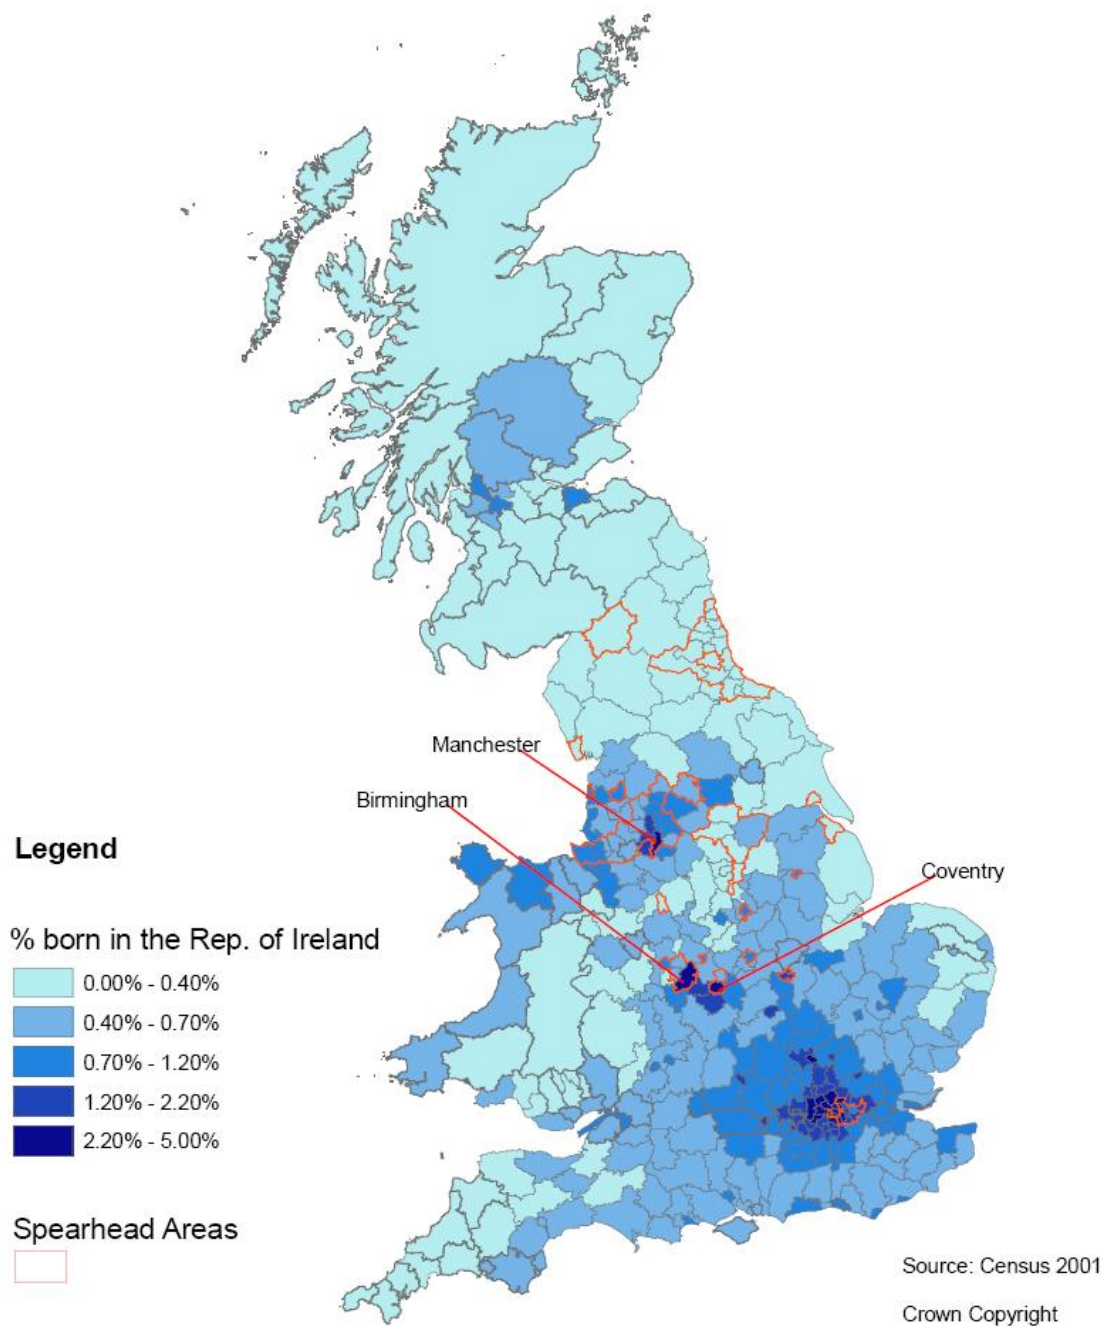 Manchester
Birmingham
Coventry
Legend
% born in the Rep. of Ireland
0.00% - 0.40%
0.40% - 0.70%
0.70% - 1.20%
1.20% - 2.20%
2.20% - 5.00%
Spearhead Areas
Source: Census 2001
Crown Copyright